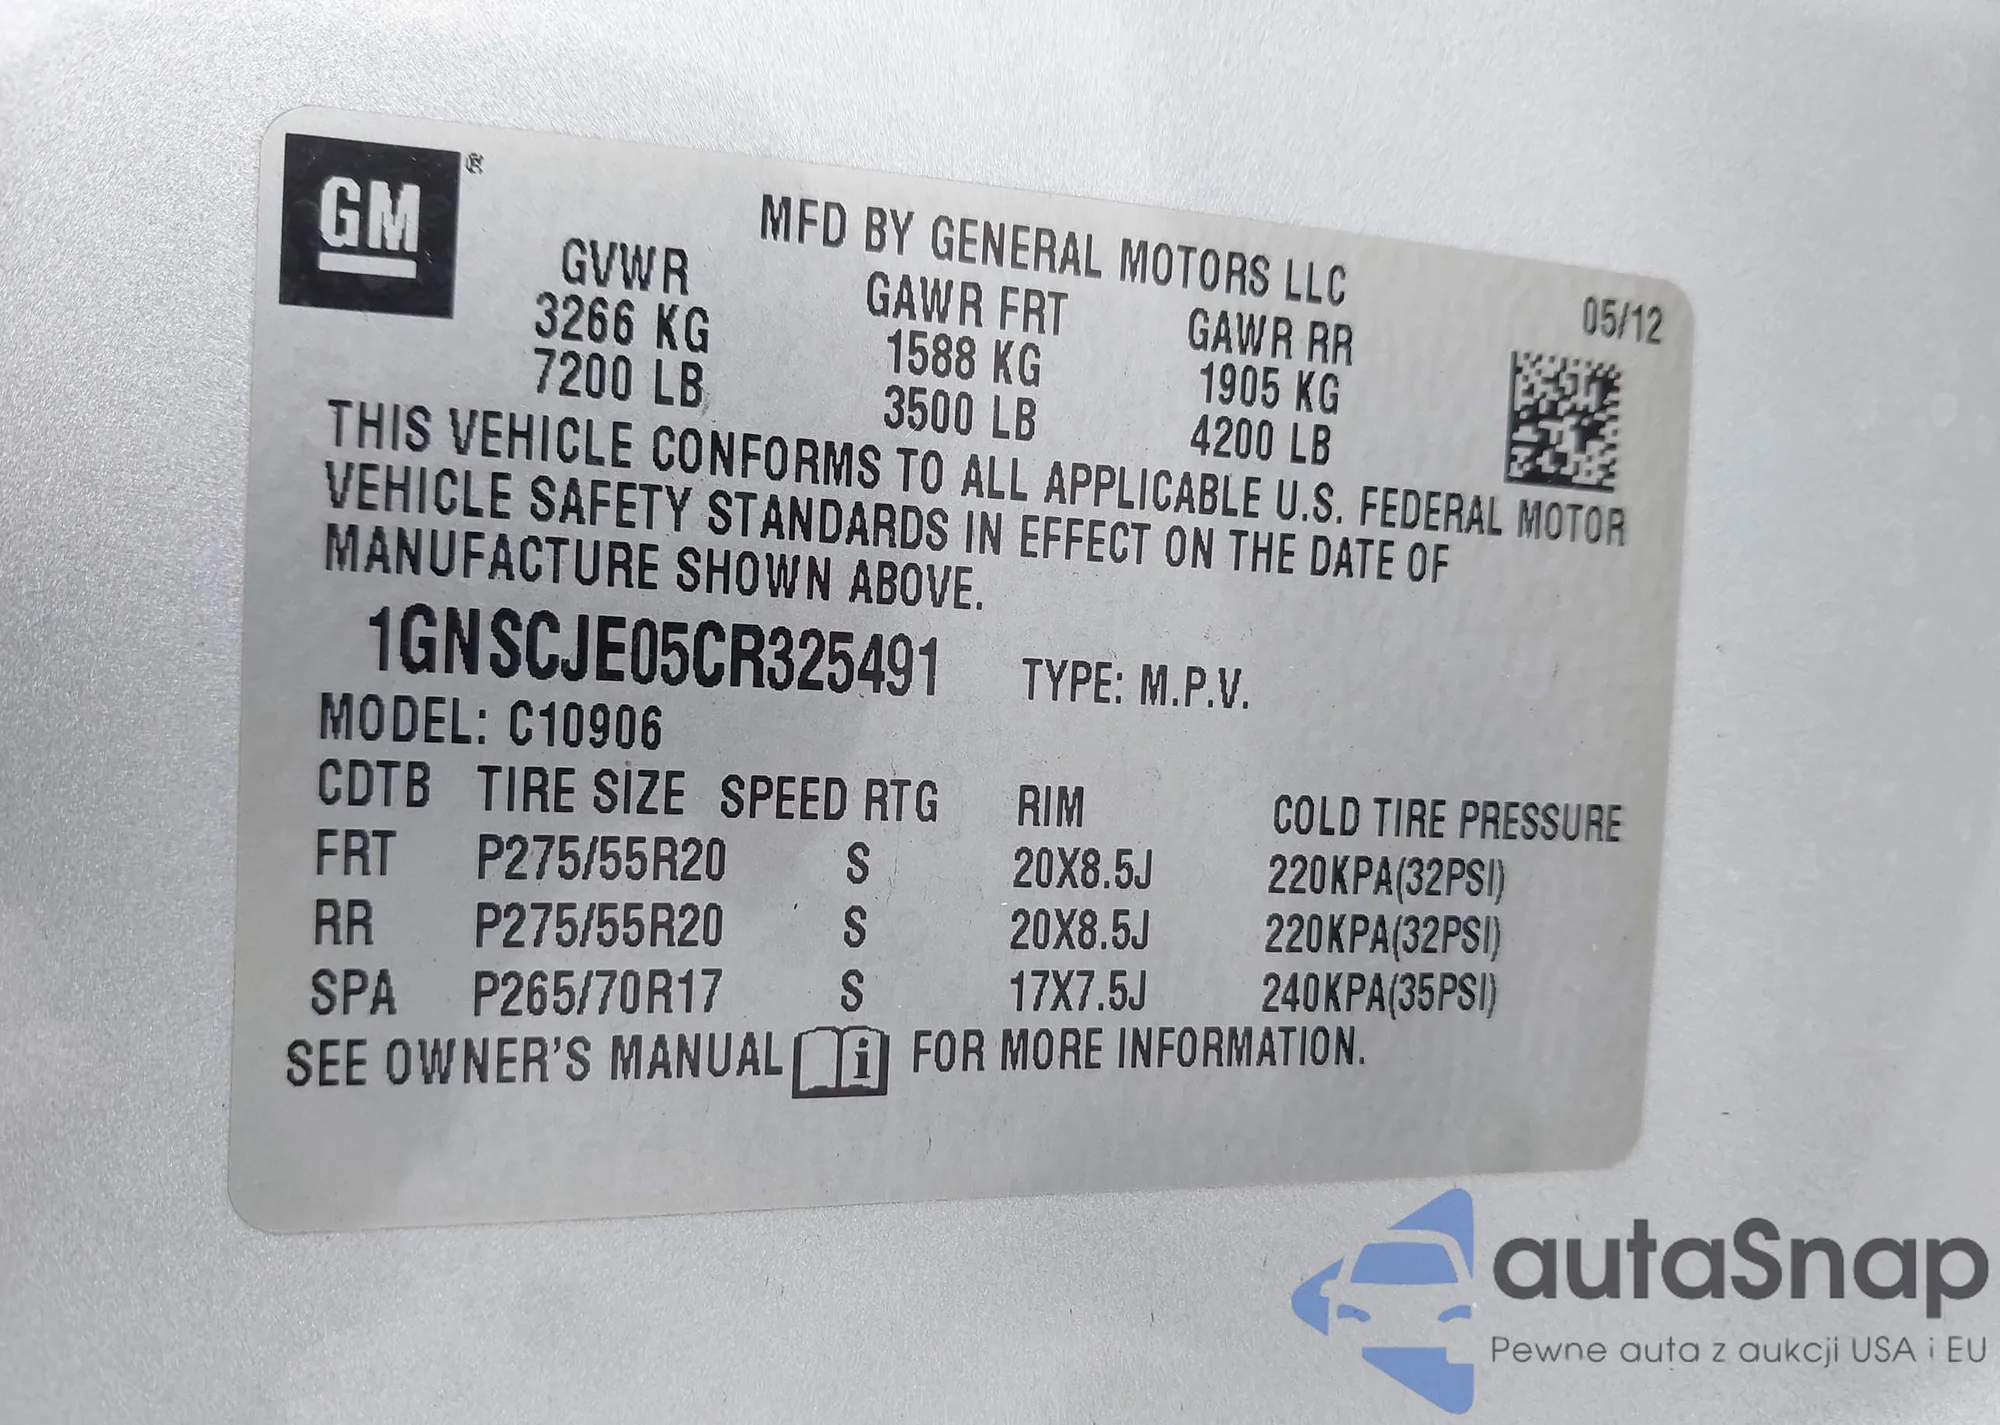 GM ®
MFD BY GENERAL MOTORS LLC
05/12
GVWR GAWR FRT GAWR RR
3266 KG 1588 KG 1905 KG
7200 LB 3500 LB 4200 LB
THIS VEHICLE CONFORMS TO ALL APPLICABLE U.S. FEDERAL MOTOR
VEHICLE SAFETY STANDARDS IN EFFECT ON THE DATE OF
MANUFACTURE SHOWN ABOVE.
1GNSCJE05CR325491 TYPE: M.P.V.
MODEL: C10906
CDTB TIRE SIZE SPEED RTG RIM COLD TIRE PRESSURE
FRT P275/55R20 S 20X8.5J 220KPA(32PSI)
RR P275/55R20 S 20X8.5J 220KPA(32PSI)
SPA P265/70R17 S 17X7.5J 240KPA(35PSI)
SEE OWNER'S MANUAL i FOR MORE INFORMATION.
autaSnap
Pewne auta z aukcji USA i EU